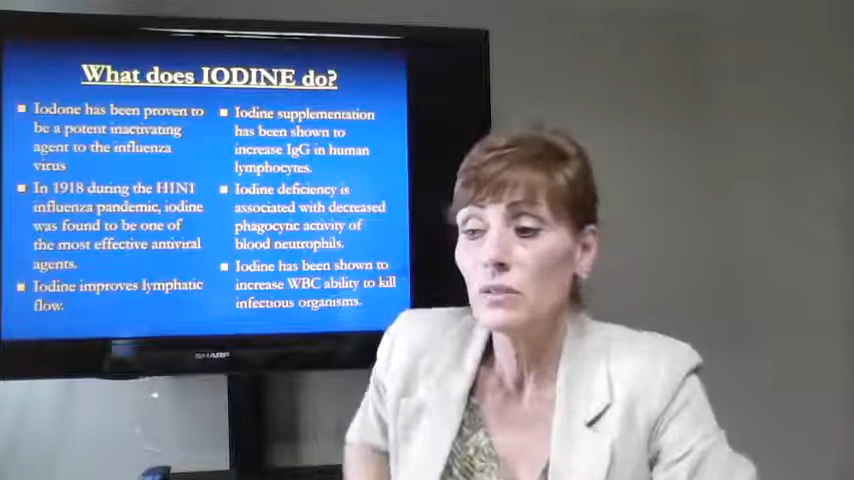 What does IODINE do?
Iodone has been proven to
be a potent inactivating
agent to the influenza
virus
In 1918 during the H1N1
influenza pandemic, iodine
was found to be one of
the most effective antiviral
agents.
Iodine improves lymphatic
flow.
Iodine supplementation
has been shown to
increase IgG in human
lymphocytes.
Iodine deficiency is
associated with decreased
phagocytic activity of
blood neutrophils.
Iodine has been shown to
increase WBC ability to kill
infectious organisms.
SHARP